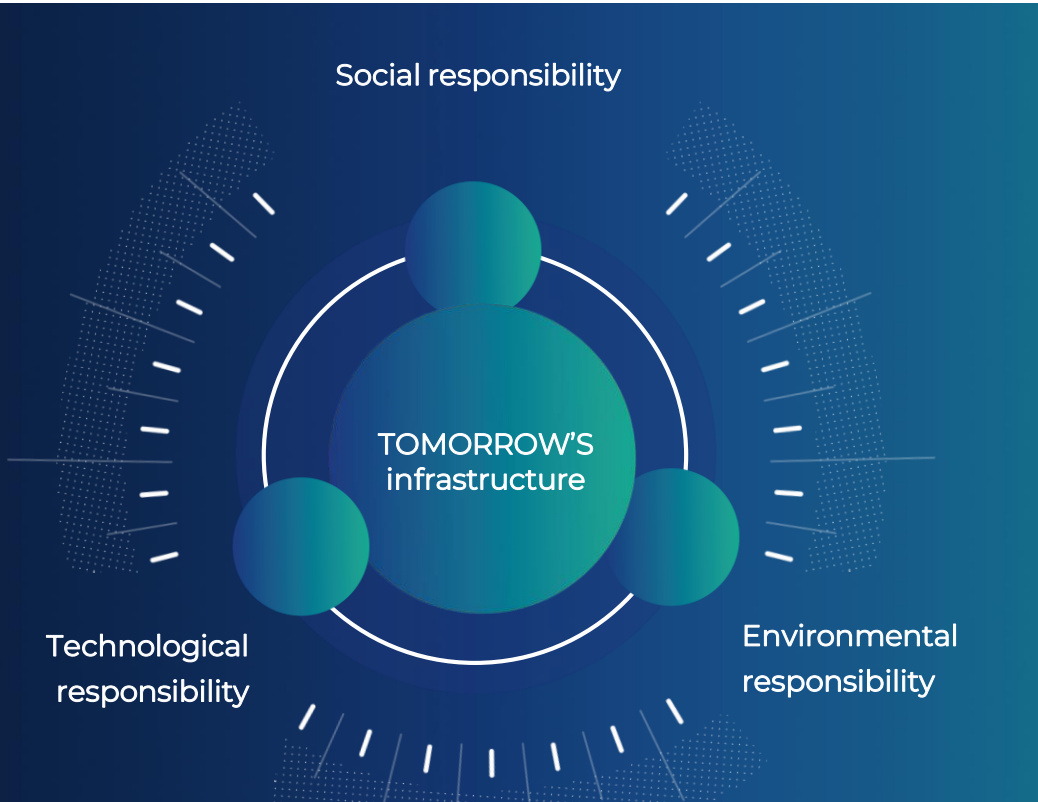 Social responsibility
TOMORROW’S
infrastructure
Technological
responsibility
Environmental
responsibility